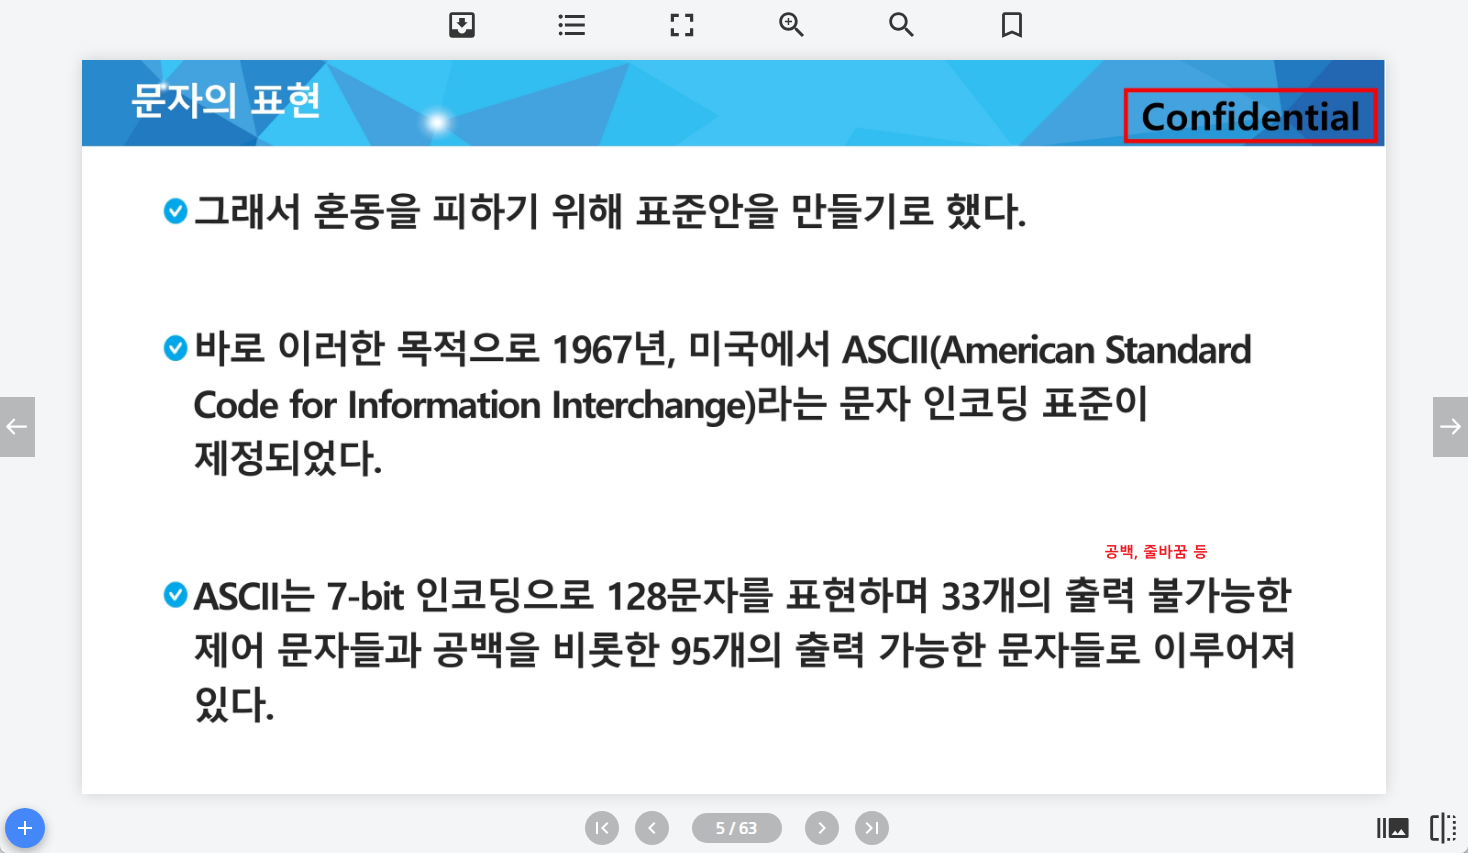 문자의 표현
Confidential
그래서 혼동을 피하기 위해 표준안을 만들기로 했다.
바로 이러한 목적으로 1967년, 미국에서 ASCII(American Standard
Code for Information Interchange)라는 문자 인코딩 표준이
제정되었다.
공백, 줄바꿈 등
ASCII는 7-bit 인코딩으로 128문자를 표현하며 33개의 출력 불가능한
제어 문자들과 공백을 비롯한 95개의 출력 가능한 문자들로 이루어져
있다.
5 / 63